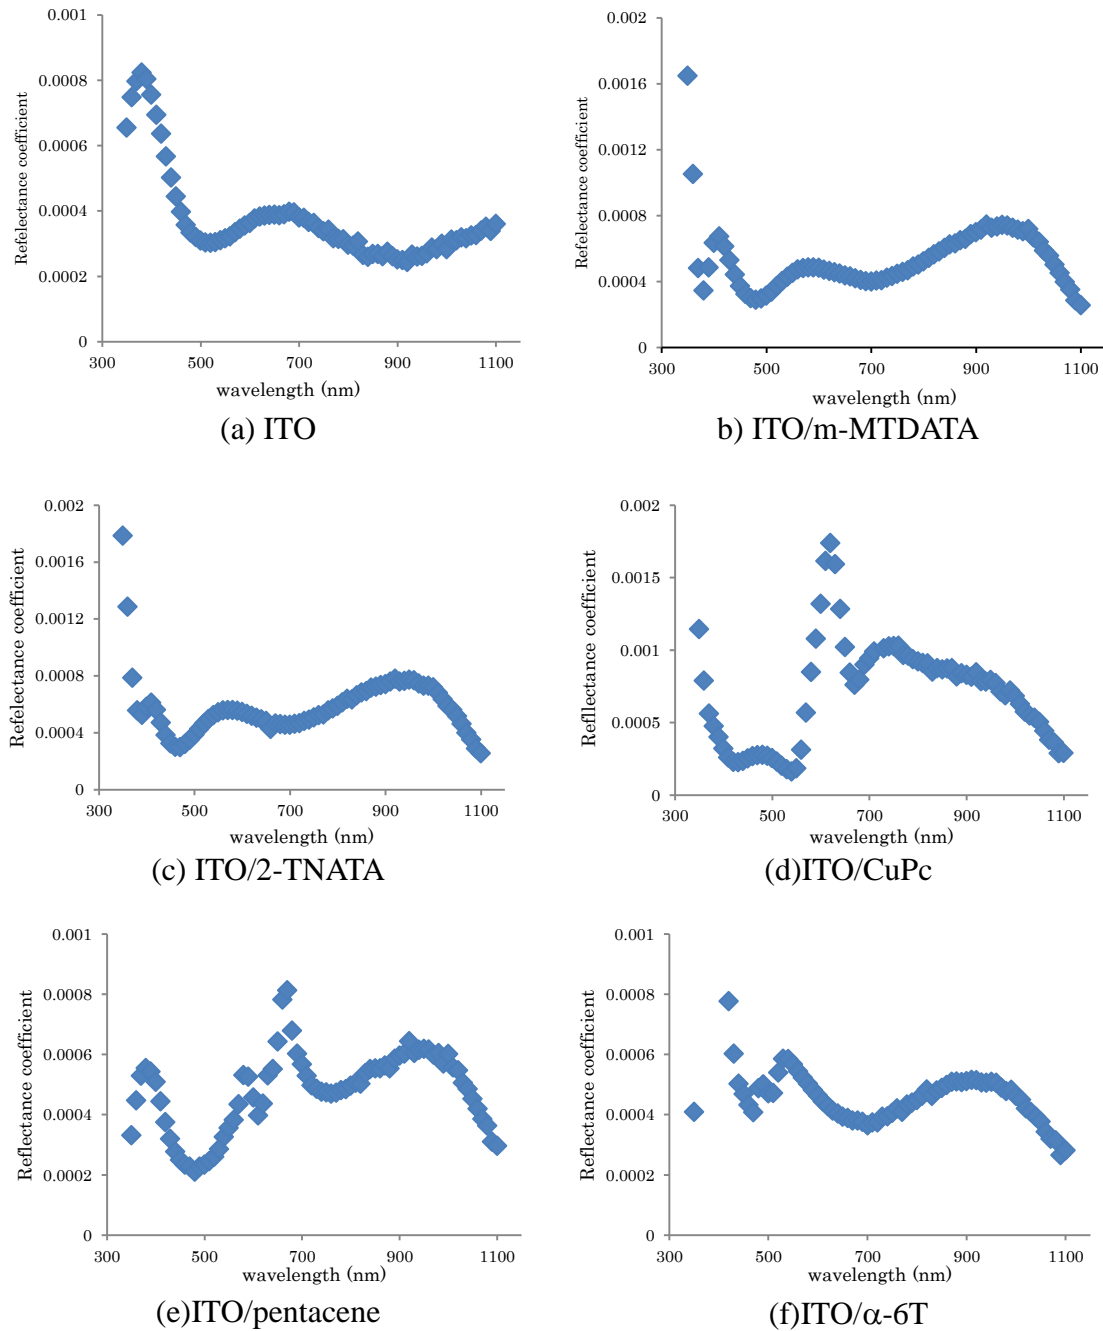 0.001
0.0008
0.0006
0.0004
0.0002
0
300 500 700 900 1100
Refelectance coefficient
wavelength (nm)
(a) ITO
0.002
0.0016
0.0012
0.0008
0.0004
0
300 500 700 900 1100
Refelectance coefficient
wavelength (nm)
b) ITO/m-MTDATA
0.002
0.0016
0.0012
0.0008
0.0004
0
300 500 700 900 1100
Refelectance coefficient
wavelength (nm)
(c) ITO/2-TNATA
0.002
0.0015
0.001
0.0005
0
300 500 700 900 1100
Refllectance coefficient
wavelength (nm)
(d)ITO/CuPc
0.001
0.0008
0.0006
0.0004
0.0002
0
300 500 700 900 1100
Reflectance coefficient
wavelength (nm)
(e)ITO/pentacene
0.001
0.0008
0.0006
0.0004
0.0002
0
300 500 700 900 1100
Reflectance coefficient
wavelength (nm)
(f)ITO/α-6T